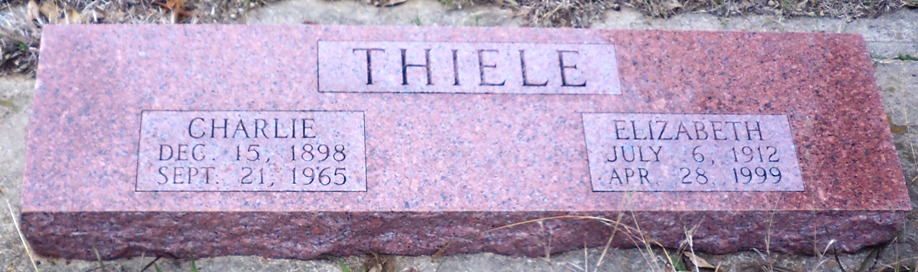 THIELE
CHARLIE
DEC. 15, 1898
SEPT. 21, 1965
ELIZABETH
JULY 6, 1912
APR. 28. 1999